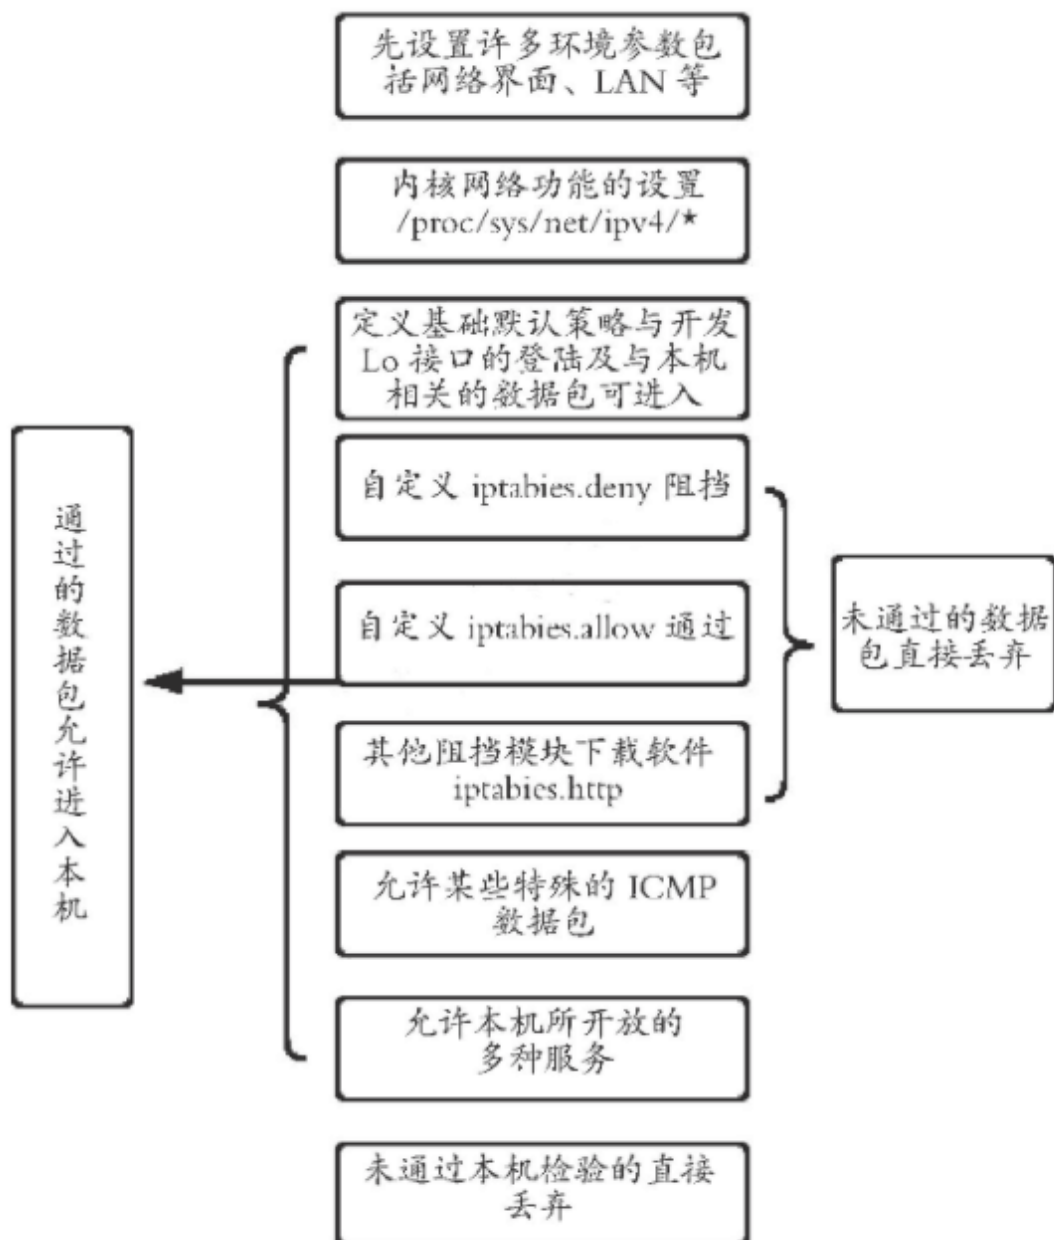 先设置许多环境参数包
括网络界面、LAN 等
内核网络功能的设置
/proc/sys/net/ipv4/*
定义基础默认策略与开发
Lo 接口的登陆及与本机
相关的数据包可进入
自定义 iptabies.deny 阻挡
自定义 iptabies.allow 通过
其他阻挡模块下载软件
iptabies.http
允许某些特殊的 ICMP
数据包
允许本机所开放的
多种服务
未通过本机检验的直接
丢弃
通过的数据包允许进入本机
未通过的数据
包直接丢弃